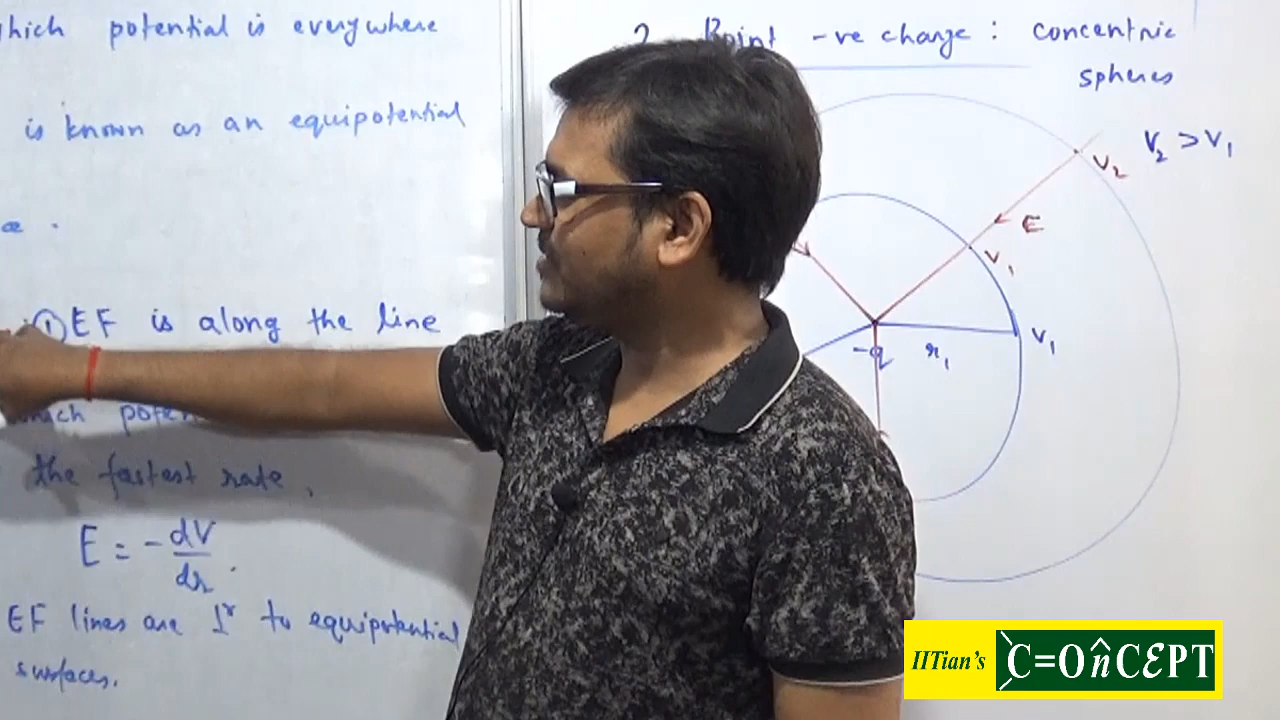 which potential is everywhere
is known as an equipotential
① EF is along the line
which
the fastest rate,
E = -dV/dr.
EF lines are ⊥r to equipotential
surfaces.
2. Point -ve charge : concentric
spheres
V2 > V1
V2
E
V1
V1
-q
r1
IITian's C=On̂CEPT